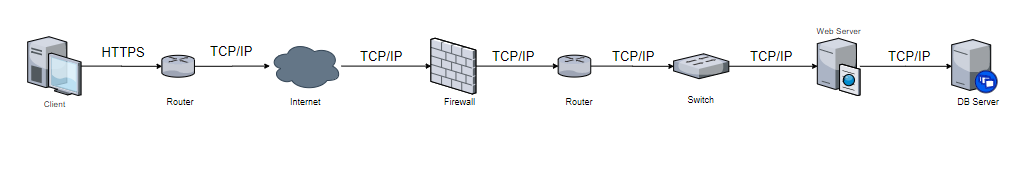 Web Server
HTTPS
TCP/IP
TCP/IP
TCP/IP
TCP/IP
TCP/IP
TCP/IP
Client
Router
Internet
Firewall
Router
Switch
DB Server